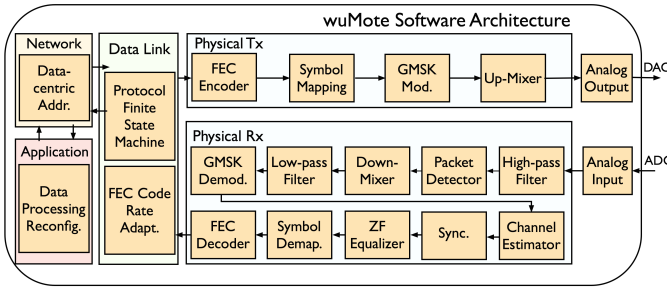 wuMote Software Architecture
Network
Data-
centric
Addr.
Application
Data
Processing
Reconfig.
Data Link
Protocol
Finite
State
Machine
FEC Code
Rate
Adapt.
Physical Tx
FEC
Encoder
Symbol
Mapping
GMSK
Mod.
Up-Mixer
Analog
Output
DAC
Physical Rx
GMSK
Demod.
Low-pass
Filter
Down-
Mixer
Packet
Detector
High-pass
Filter
Analog
Input
ADC
FEC
Decoder
Symbol
Demap.
ZF
Equalizer
Sync.
Channel
Estimator